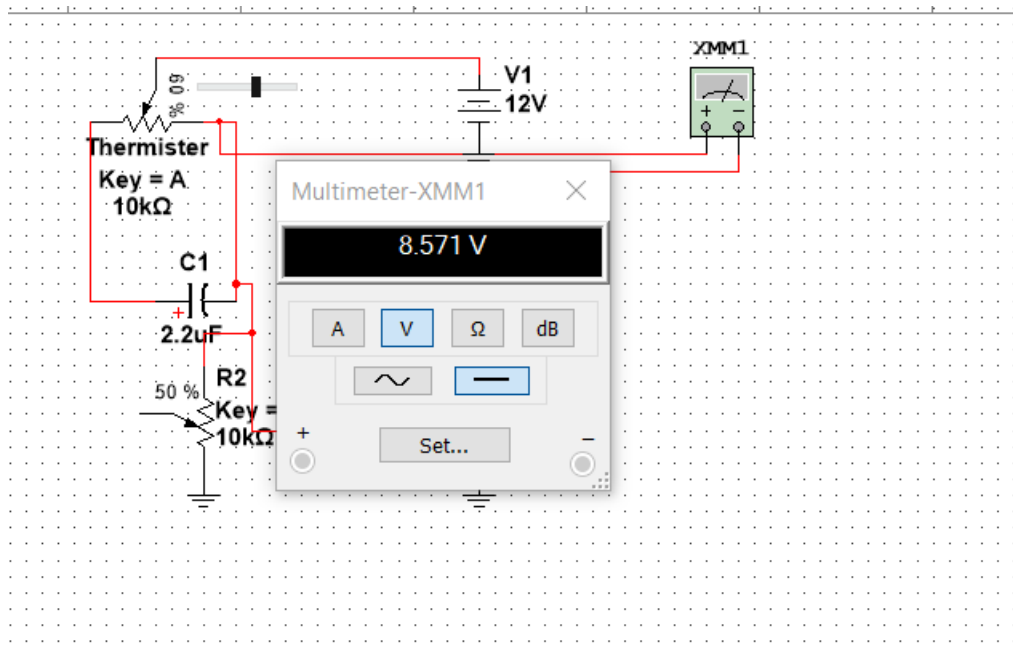 XMM1
60 %
V1
12V
+ −
Thermister
Key = A
10kΩ
Multimeter-XMM1
8.571 V
C1
+
2.2uF
A V Ω dB
R2
50 %
Key =
10kΩ
+ −
Set...